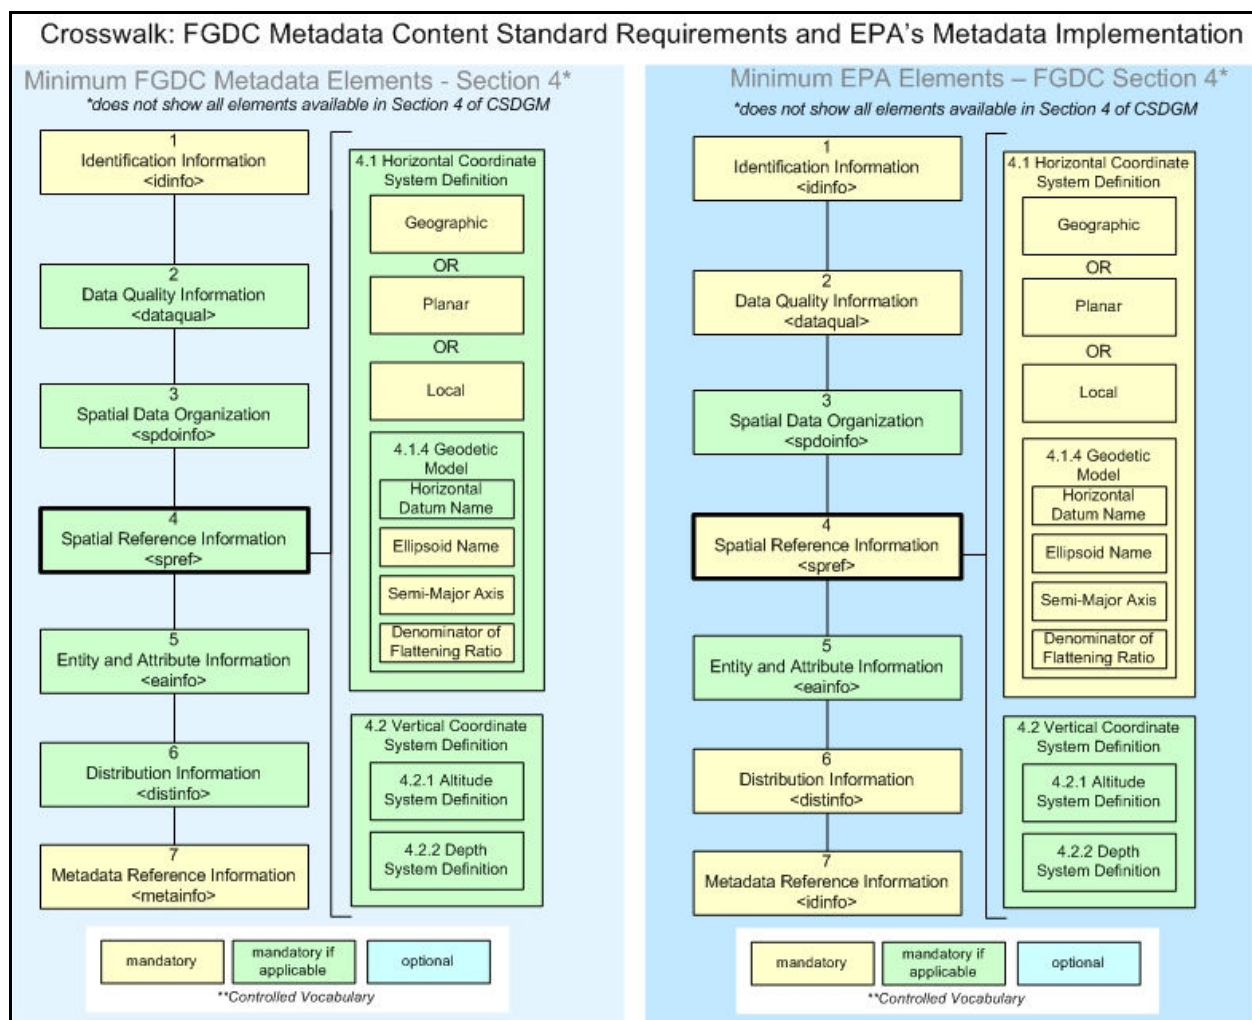 Crosswalk: FGDC Metadata Content Standard Requirements and EPA's Metadata Implementation
Minimum FGDC Metadata Elements - Section 4*
*does not show all elements available in Section 4 of CSDGM
1
Identification Information
<idinfo>
2
Data Quality Information
<dataqual>
3
Spatial Data Organization
<spdoinfo>
4
Spatial Reference Information
<spref>
5
Entity and Attribute Information
<eainfo>
6
Distribution Information
<distinfo>
7
Metadata Reference Information
<metainfo>
4.1 Horizontal Coordinate
System Definition
Geographic
OR
Planar
OR
Local
4.1.4 Geodetic
Model
Horizontal
Datum Name
Ellipsoid Name
Semi-Major Axis
Denominator of
Flattening Ratio
4.2 Vertical Coordinate
System Definition
4.2.1 Altitude
System Definition
4.2.2 Depth
System Definition
mandatory
mandatory if
applicable
optional
**Controlled Vocabulary
Minimum EPA Elements – FGDC Section 4*
*does not show all elements available in Section 4 of CSDGM
1
Identification Information
<idinfo>
2
Data Quality Information
<dataqual>
3
Spatial Data Organization
<spdoinfo>
4
Spatial Reference Information
<spref>
5
Entity and Attribute Information
<eainfo>
6
Distribution Information
<distinfo>
7
Metadata Reference Information
<idinfo>
4.1 Horizontal Coordinate
System Definition
Geographic
OR
Planar
OR
Local
4.1.4 Geodetic
Model
Horizontal
Datum Name
Ellipsoid Name
Semi-Major Axis
Denominator of
Flattening Ratio
4.2 Vertical Coordinate
System Definition
4.2.1 Altitude
System Definition
4.2.2 Depth
System Definition
mandatory
mandatory if
applicable
optional
**Controlled Vocabulary